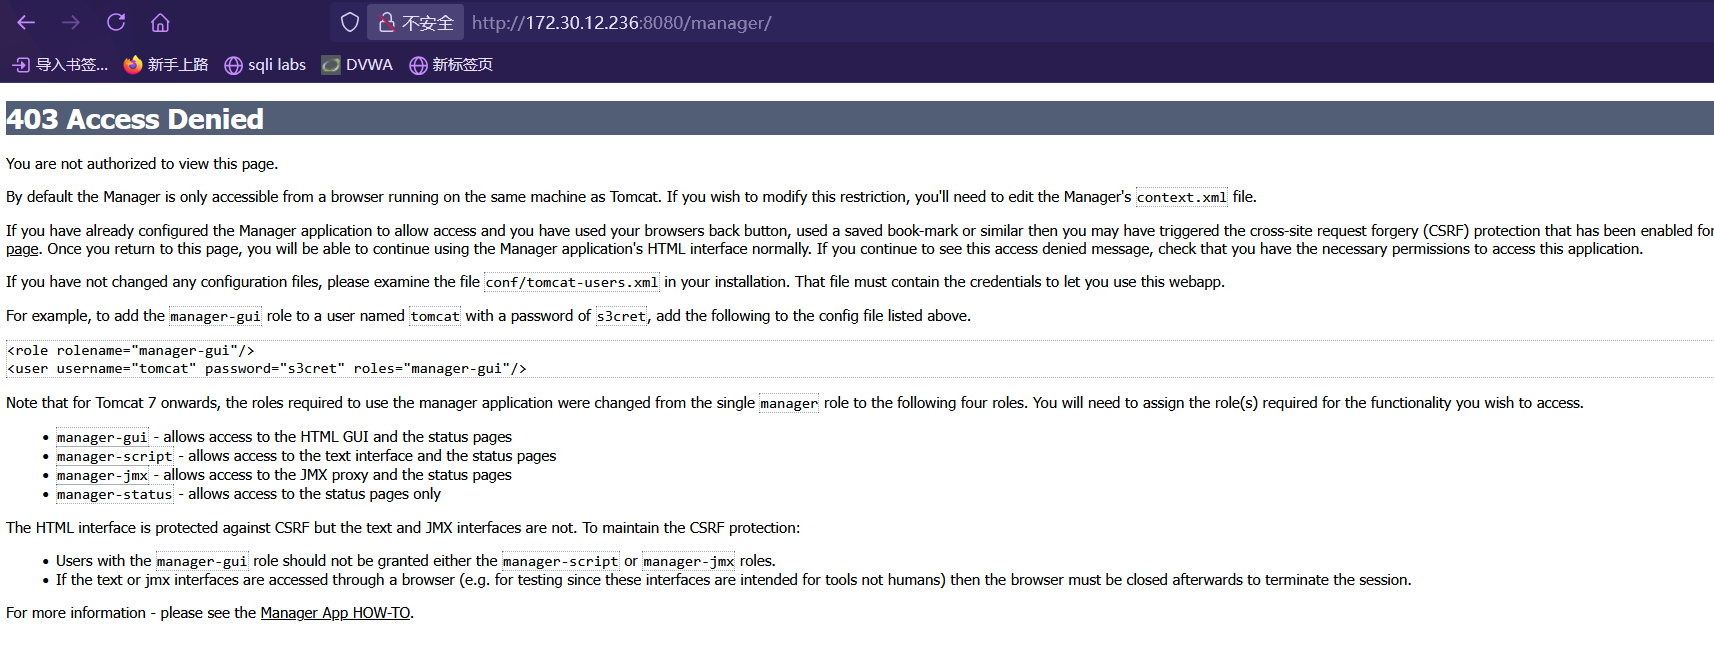 不安全 http://172.30.12.236:8080/manager/
导入书签... 新手上路 sqli labs DVWA 新标签页
403 Access Denied
You are not authorized to view this page.
By default the Manager is only accessible from a browser running on the same machine as Tomcat. If you wish to modify this restriction, you'll need to edit the Manager's context.xml file.
If you have already configured the Manager application to allow access and you have used your browsers back button, used a saved book-mark or similar then you may have triggered the cross-site request forgery (CSRF) protection that has been enabled for
page. Once you return to this page, you will be able to continue using the Manager application's HTML interface normally. If you continue to see this access denied message, check that you have the necessary permissions to access this application.
If you have not changed any configuration files, please examine the file conf/tomcat-users.xml in your installation. That file must contain the credentials to let you use this webapp.
For example, to add the manager-gui role to a user named tomcat with a password of s3cret, add the following to the config file listed above.
<role rolename="manager-gui"/>
<user username="tomcat" password="s3cret" roles="manager-gui"/>
Note that for Tomcat 7 onwards, the roles required to use the manager application were changed from the single manager role to the following four roles. You will need to assign the role(s) required for the functionality you wish to access.
• manager-gui - allows access to the HTML GUI and the status pages
• manager-script - allows access to the text interface and the status pages
• manager-jmx - allows access to the JMX proxy and the status pages
• manager-status - allows access to the status pages only
The HTML interface is protected against CSRF but the text and JMX interfaces are not. To maintain the CSRF protection:
• Users with the manager-gui role should not be granted either the manager-script or manager-jmx roles.
• If the text or jmx interfaces are accessed through a browser (e.g. for testing since these interfaces are intended for tools not humans) then the browser must be closed afterwards to terminate the session.
For more information - please see the Manager App HOW-TO.